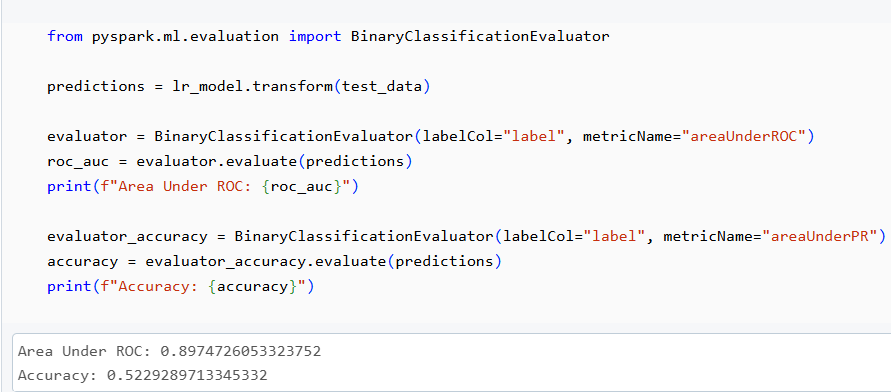 from pyspark.ml.evaluation import BinaryClassificationEvaluator
predictions = lr_model.transform(test_data)
evaluator = BinaryClassificationEvaluator(labelCol="label", metricName="areaUnderROC")
roc_auc = evaluator.evaluate(predictions)
print(f"Area Under ROC: {roc_auc}")
evaluator_accuracy = BinaryClassificationEvaluator(labelCol="label", metricName="areaUnderPR")
accuracy = evaluator_accuracy.evaluate(predictions)
print(f"Accuracy: {accuracy}")
Area Under ROC: 0.8974726053323752
Accuracy: 0.5229289713345332